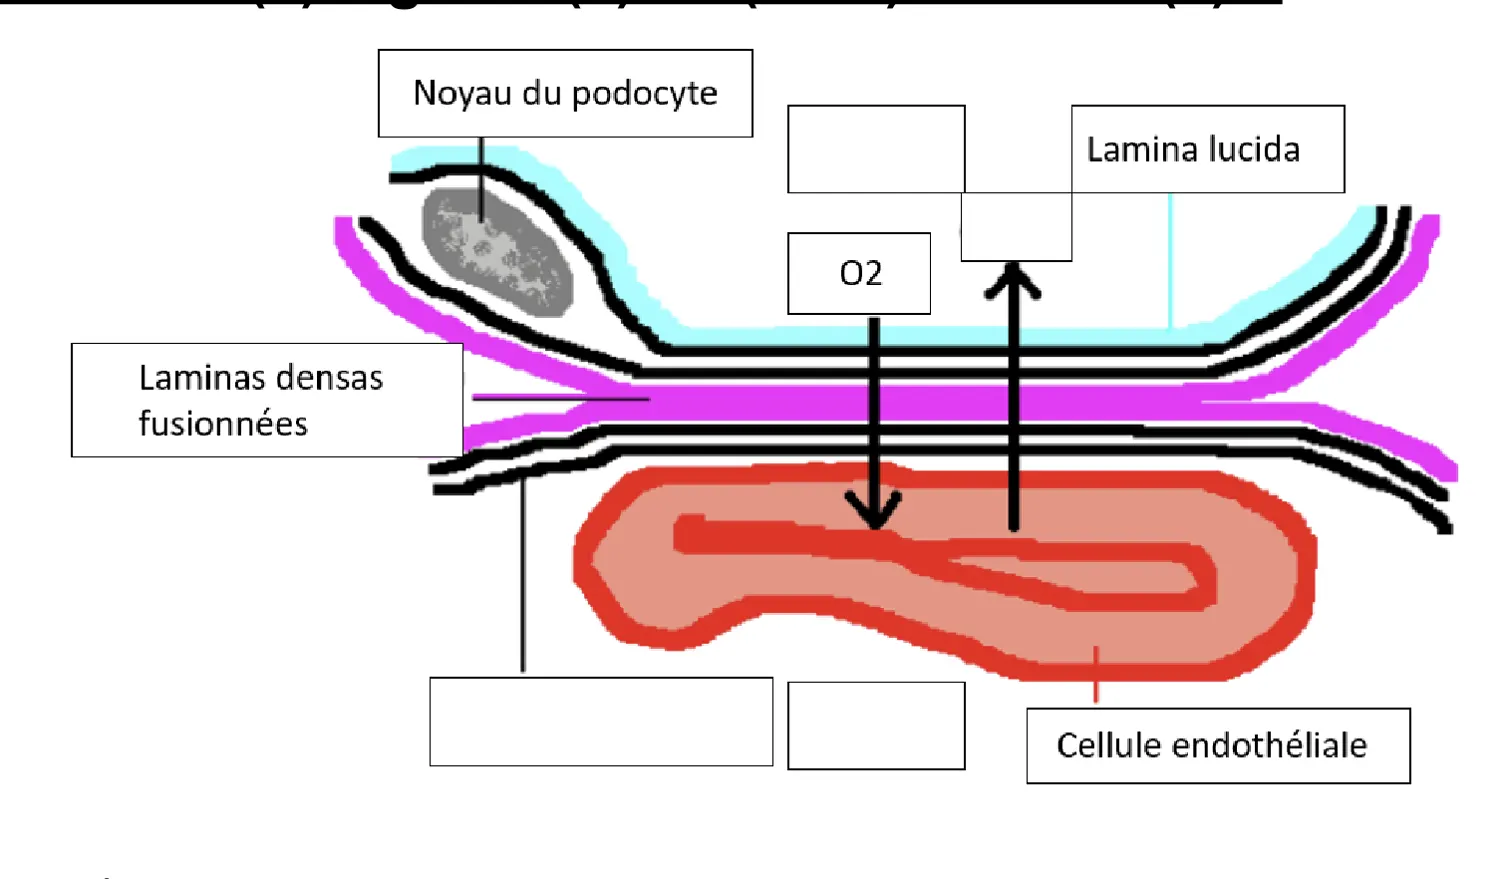 Noyau du podocyte
Lamina lucida
O2
Laminas densas
fusionnées
Cellule endothéliale